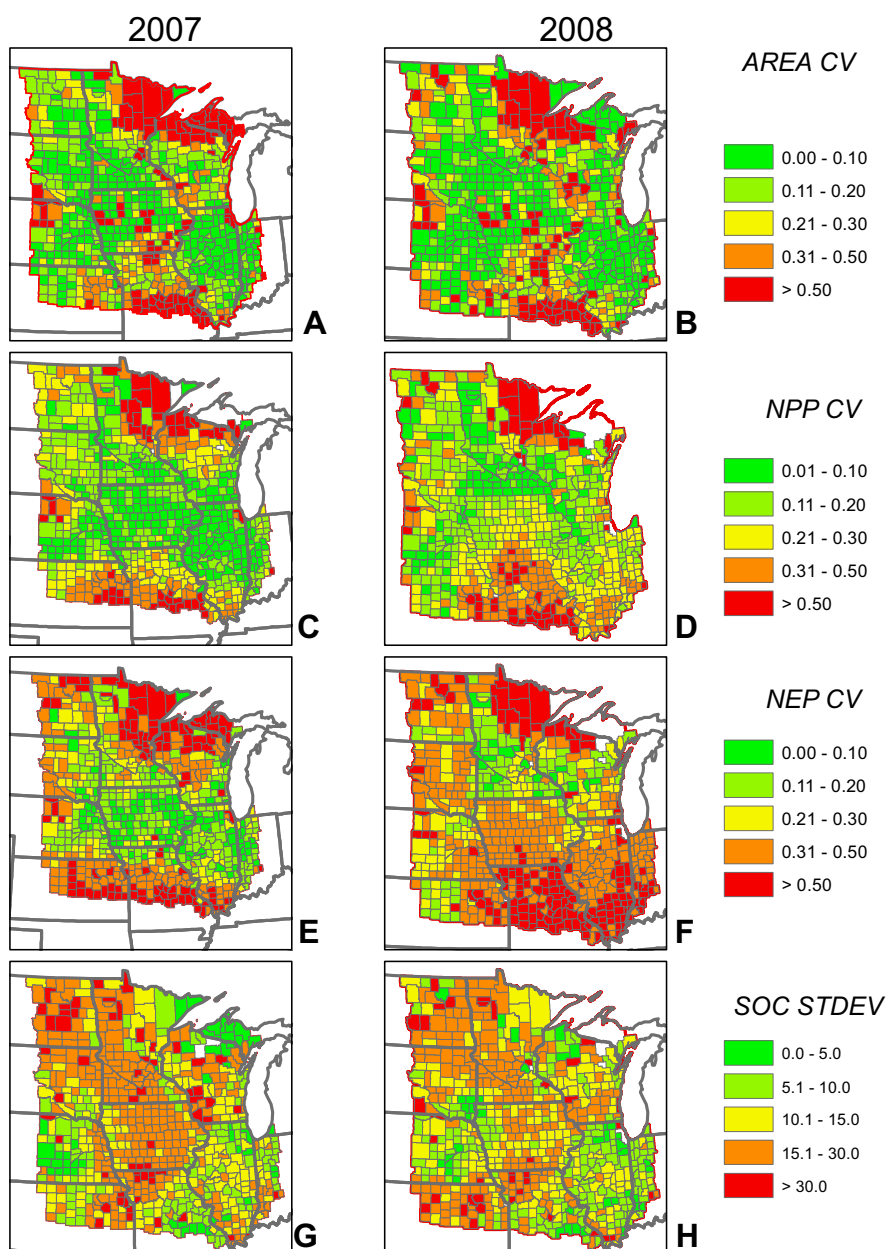 2007
2008
AREA CV
0.00 - 0.10
0.11 - 0.20
0.21 - 0.30
0.31 - 0.50
> 0.50
A
B
NPP CV
0.01 - 0.10
0.11 - 0.20
0.21 - 0.30
0.31 - 0.50
> 0.50
C
D
NEP CV
0.00 - 0.10
0.11 - 0.20
0.21 - 0.30
0.31 - 0.50
> 0.50
E
F
SOC STDEV
0.0 - 5.0
5.1 - 10.0
10.1 - 15.0
15.1 - 30.0
> 30.0
G
H